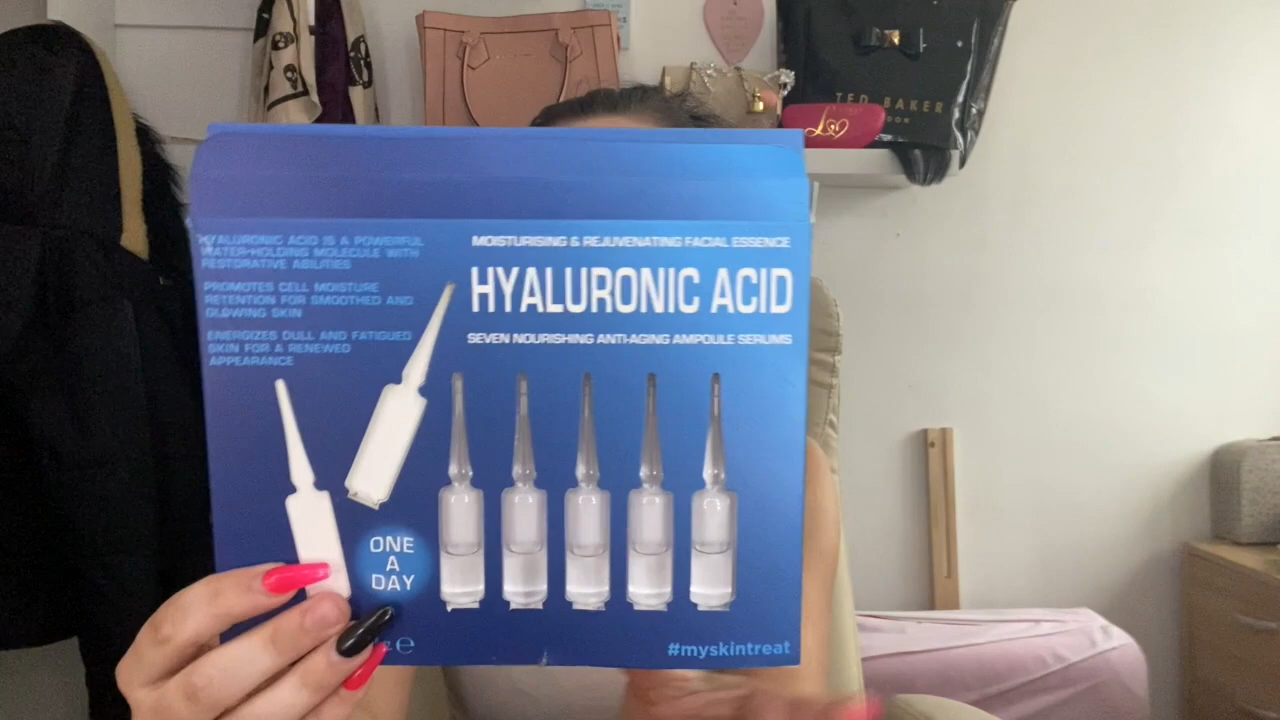 TED BAKER
HYALURONIC ACID IS A POWERFUL
WATER-HOLDING MOLECULE WITH
RESTORATIVE ABILITIES
PROMOTES CELL MOISTURE
RETENTION FOR SMOOTHED AND
GLOWING SKIN
ENERGIZES DULL AND FATIGUED
SKIN FOR A RENEWED
APPEARANCE
MOISTURISING & REJUVENATING FACIAL ESSENCE
HYALURONIC ACID
SEVEN NOURISHING ANTI-AGING AMPOULE SERUMS
ONE
A
DAY
#myskintreat